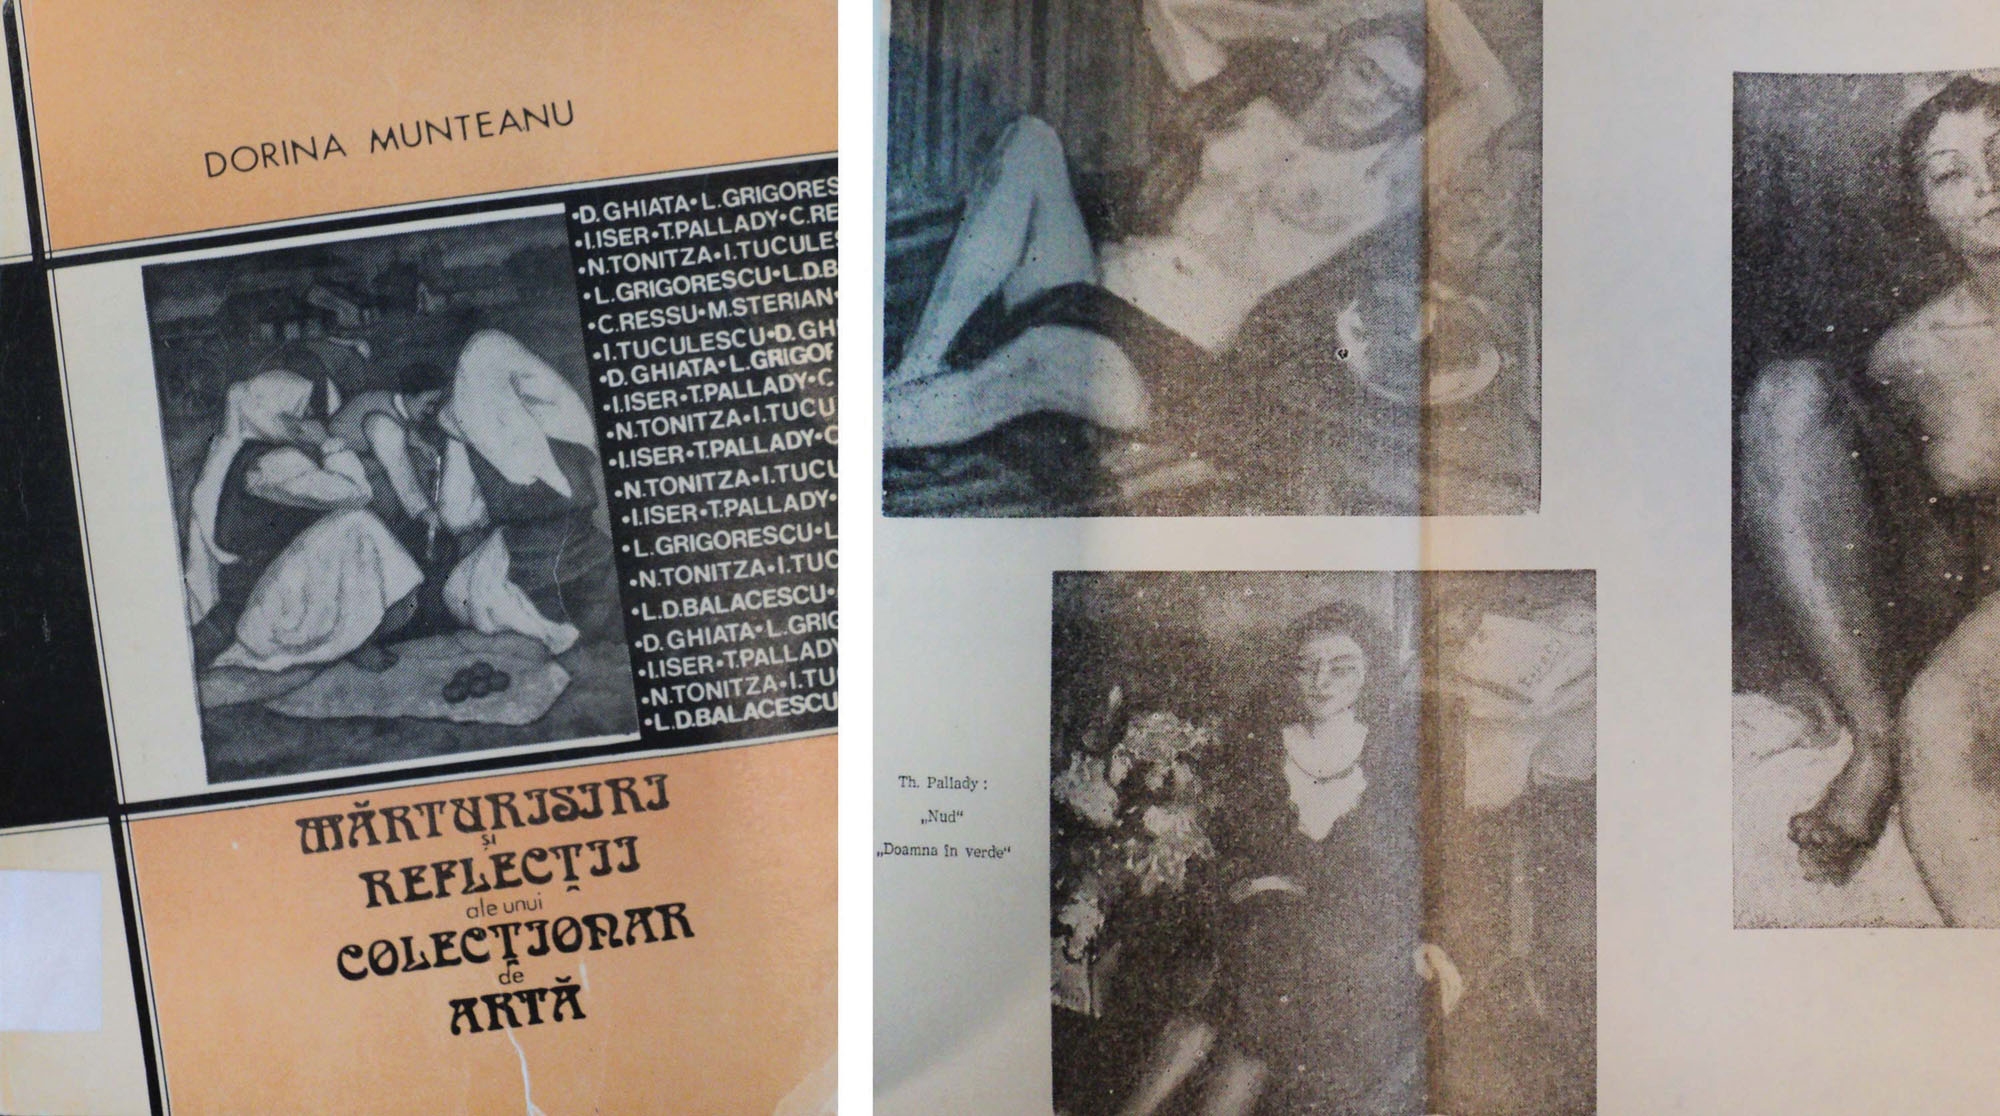 DORINA MUNTEANU
•D. GHIATA• L. GRIGORES
•I.ISER•T.PALLADY•C.RE
•N.TONITZA•I.TUCULES
•L.GRIGORESCU•L.D.B
•C.RESSU•M.STERIAN•
•I.TUCULESCU•D.GHI
•D. GHIATA•L.GRIGOR
•I.ISER•T.PALLADY•C
•N.TONITZA•I.TUCU
•I.ISER•T.PALLADY•C
•N.TONITZA•I.TUCU
•I.ISER•T.PALLADY•
•L.GRIGORESCU•L
•N.TONITZA•I.TUC
•L.D.BALACESCU•
•D. GHIATA•L.GRIG
•I.ISER•T.PALLADY
•N.TONITZA•I.TU
•L.D.BALACESCU
MĂRTURISIRI
și
REFLECȚII
ale unui
COLECȚIONAR
de
ARTĂ
Th. Pallady :
„Nud“
„Doamna în verde“